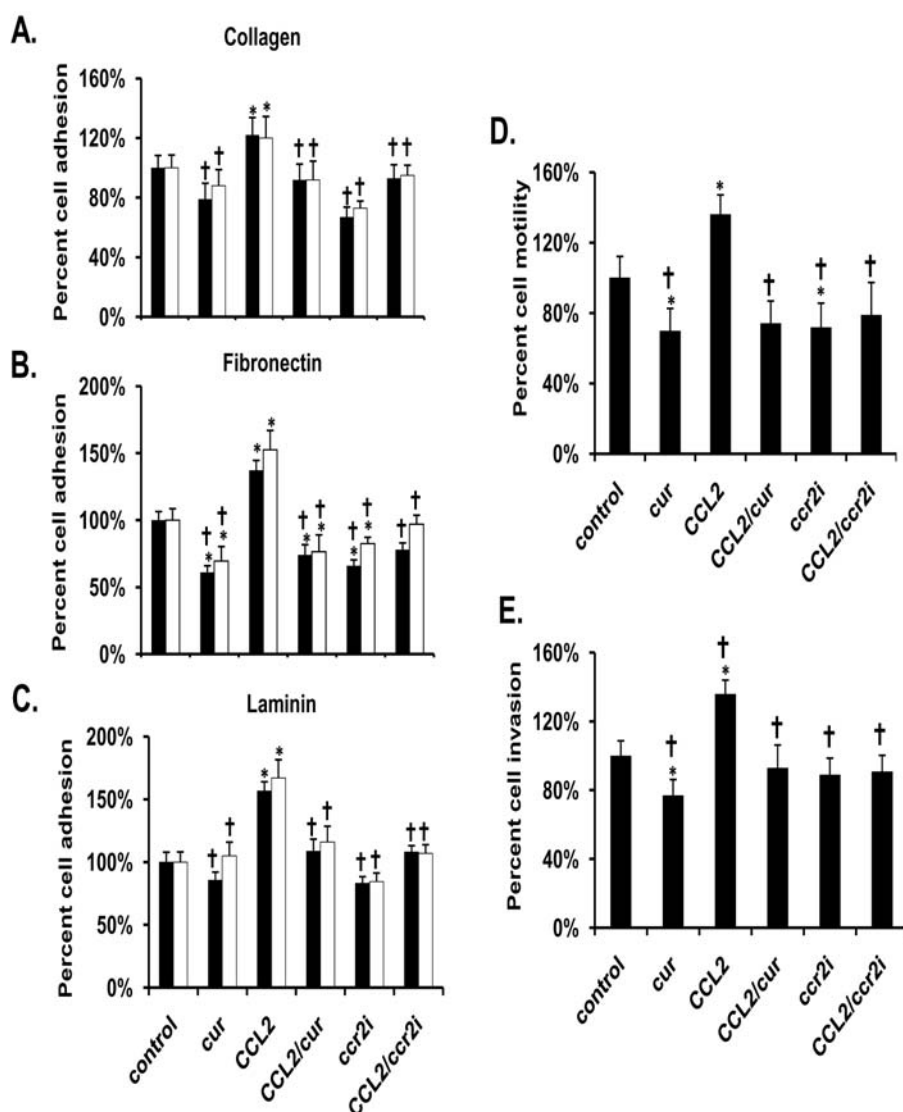 A.
Collagen
Percent cell adhesion
160%
* *
† †
† †
† †
120%
† †
80%
40%
0%
B.
Fibronectin
Percent cell adhesion
200%
*
*
150%
†
† †
† †
† †
†
100%
* *
* *
* *
50%
0%
C.
Laminin
Percent cell adhesion
200%
* *
150%
†
† †
† †
† †
†
100%
50%
0%
control
cur
CCL2
CCL2/cur
ccr2i
CCL2/ccr2i
D.
Percent cell motility
160%
*
120%
†
*
†
†
*
†
80%
40%
0%
control
cur
CCL2
CCL2/cur
ccr2i
CCL2/ccr2i
E.
Percent cell invasion
160%
†
*
120%
†
*
†
†
†
80%
40%
0%
control
cur
CCL2
CCL2/cur
ccr2i
CCL2/ccr2i